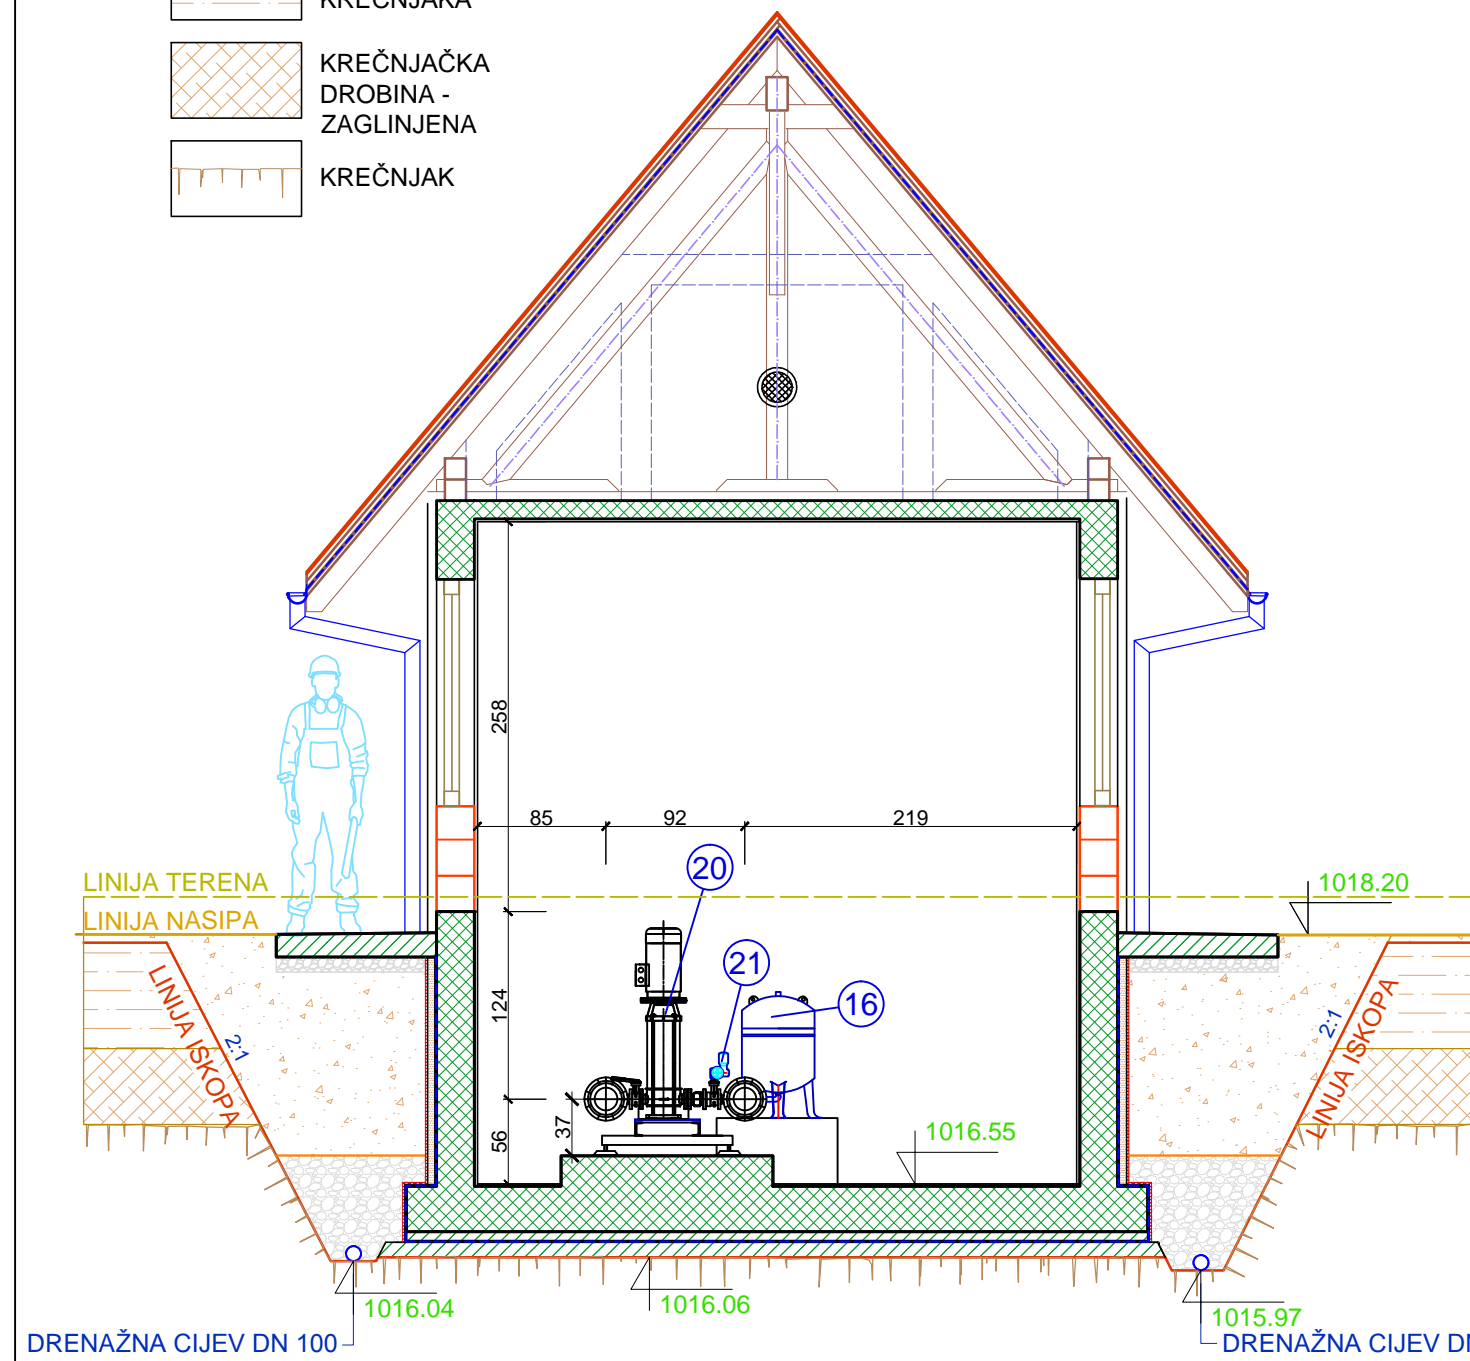 KREČNJAKA
KREČNJAČKA
DROBINA -
ZAGLINJENA
KREČNJAK
258
85
92
219
20
LINIJA TERENA
1018.20
LINIJA NASIPA
21
16
124
LINIJA ISKOPA
2:1
2:1
LINIJA ISKOPA
37
56
1016.55
1016.04
1016.06
1015.97
DRENAŽNA CIJEV DN 100
DRENAŽNA CIJEV DN